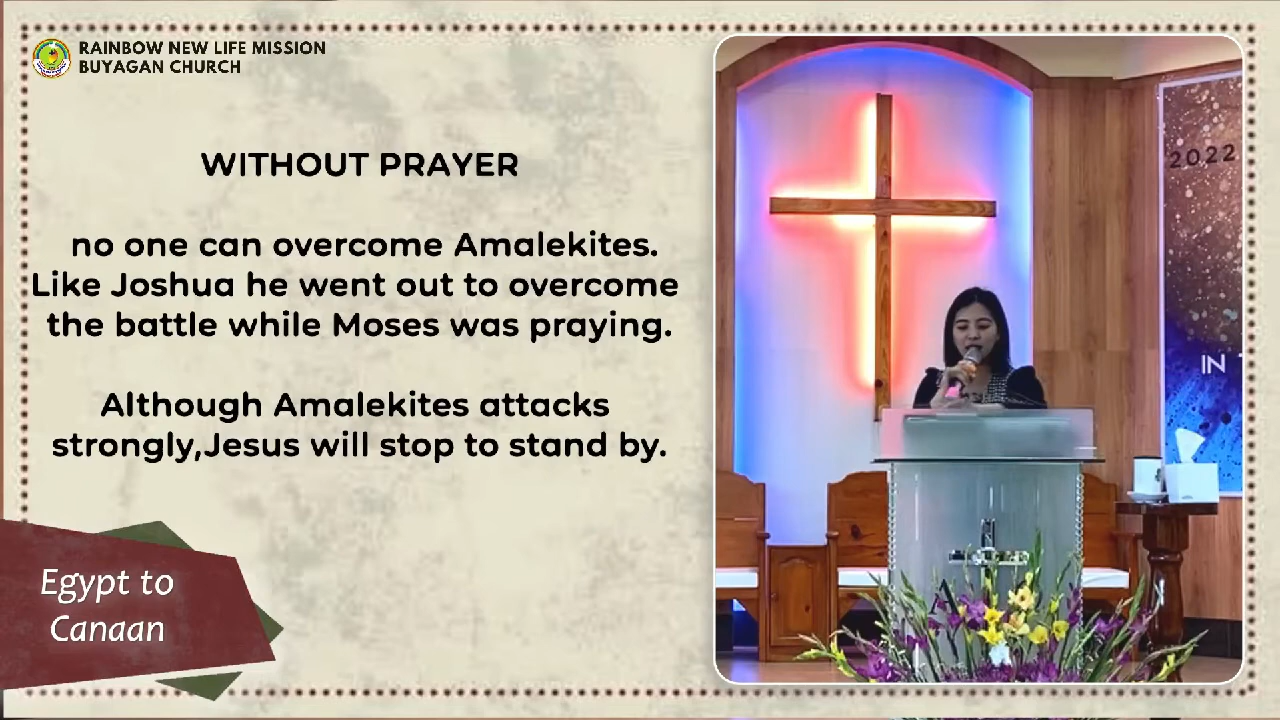 RAINBOW NEW LIFE MISSION
BUYAGAN CHURCH
WITHOUT PRAYER
no one can overcome Amalekites.
Like Joshua he went out to overcome
the battle while Moses was praying.
Although Amalekites attacks
strongly,Jesus will stop to stand by.
Egypt to
Canaan
2022
IN